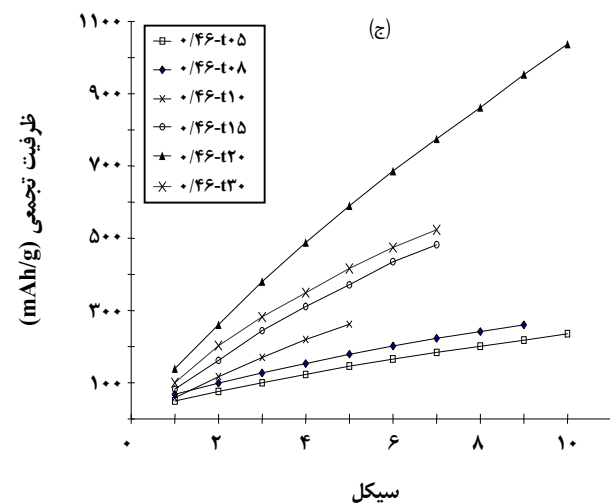 (ج)
۱۱۰۰
۹۰۰
۷۰۰
۵۰۰
۳۰۰
۱۰۰
ظرفیت تجمعی (mAh/g)
۰/۴۶-t۰۵
۰/۴۶-t۰۸
۰/۴۶-t۱۰
۰/۴۶-t۱۵
۰/۴۶-t۲۰
۰/۴۶-t۳۰
۰ ۲ ۴ ۶ ۸ ۱۰
سیکل